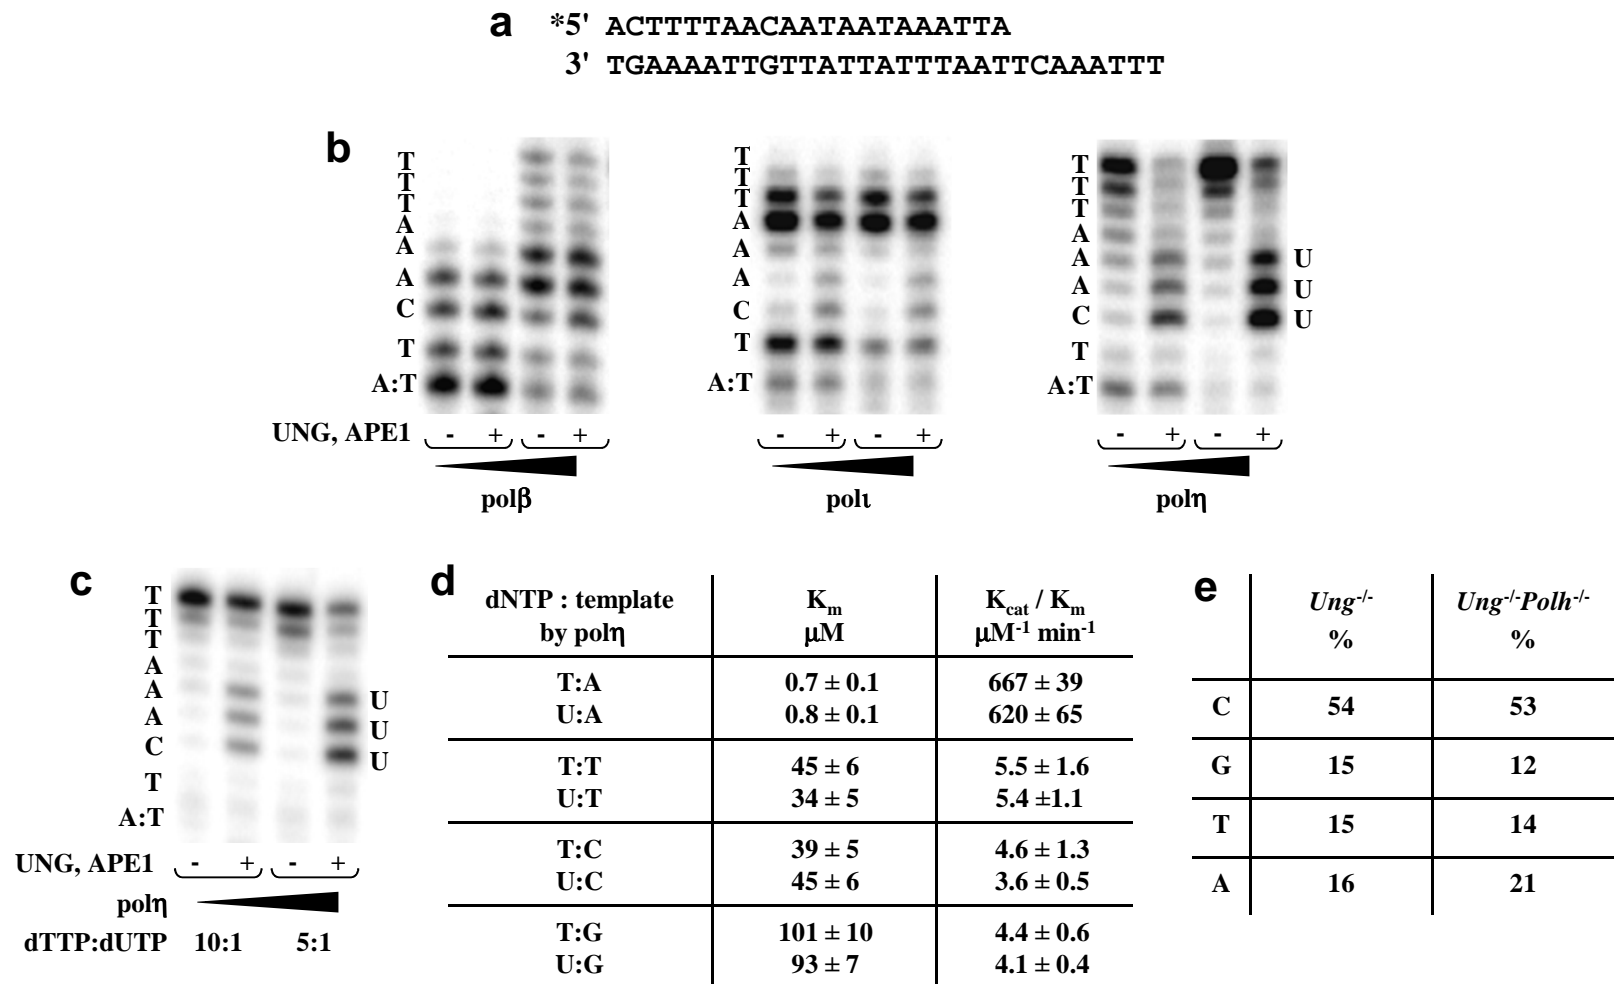 a *5' ACTTTTAACAATAATAAATTA
3' TGAAAATTGTTATTATTTAATTCAAATTT
b
T
T
T
A
A
A
C
T
A:T
T
T
T
A
A
A
C
T
A:T
T
T
T
A
A U
A U
C U
T
A:T
UNG, APE1 - + - +
- + - +
- + - +
polβ
polι
polη
c
T
T
T
A
A U
A U
C U
T
A:T
UNG, APE1 - + - +
polη
dTTP:dUTP 10:1 5:1
d
dNTP : template by polη Km µM Kcat / Km µM-1 min-1
T:A 0.7 ± 0.1 667 ± 39
U:A 0.8 ± 0.1 620 ± 65
T:T 45 ± 6 5.5 ± 1.6
U:T 34 ± 5 5.4 ±1.1
T:C 39 ± 5 4.6 ± 1.3
U:C 45 ± 6 3.6 ± 0.5
T:G 101 ± 10 4.4 ± 0.6
U:G 93 ± 7 4.1 ± 0.4
e
Ung-/- Ung-/-Polh-/-
% %
C 54 53
G 15 12
T 15 14
A 16 21